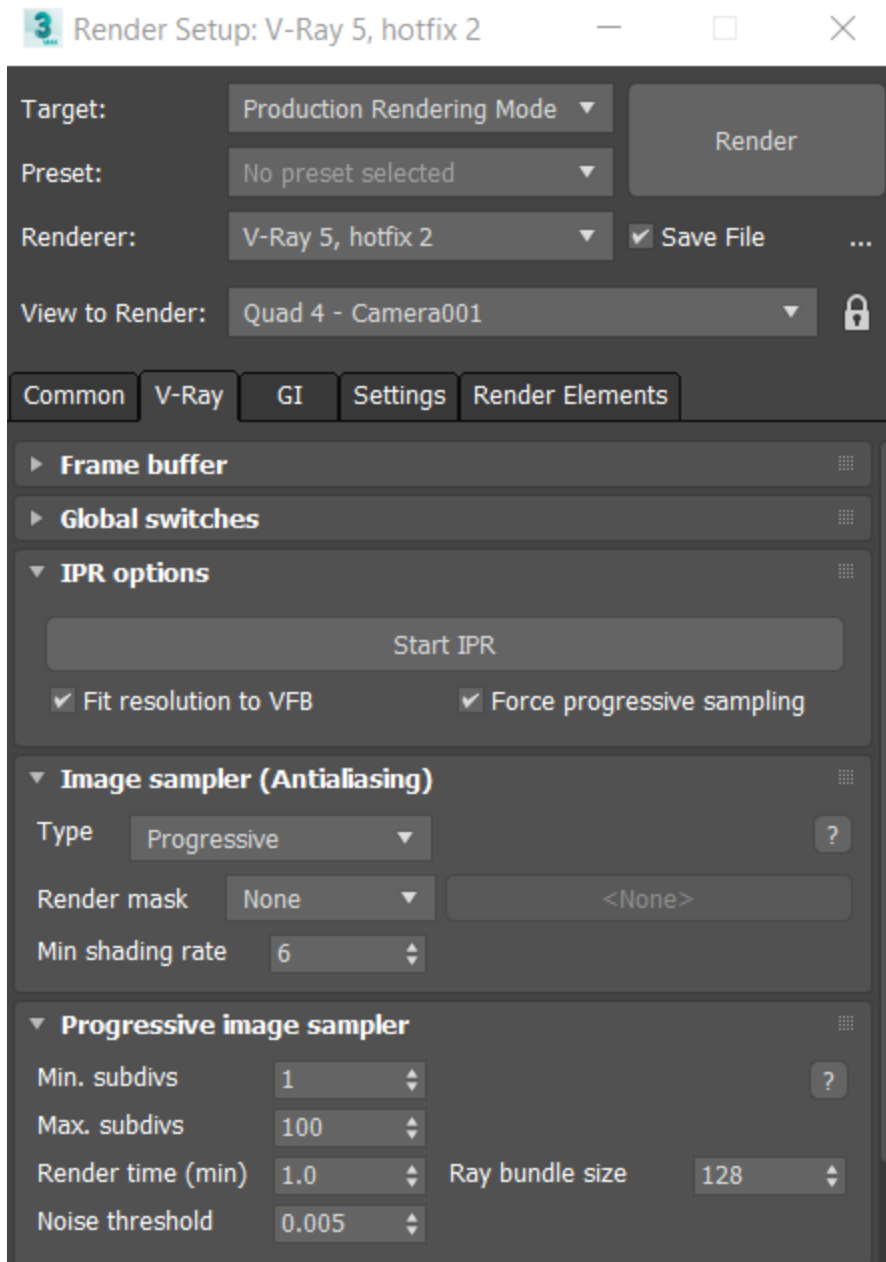 Render Setup: V-Ray 5, hotfix 2
Target: Production Rendering Mode Render
Preset: No preset selected
Renderer: V-Ray 5, hotfix 2 Save File ...
View to Render: Quad 4 - Camera001
Common V-Ray GI Settings Render Elements
Frame buffer
Global switches
IPR options
Start IPR
Fit resolution to VFB Force progressive sampling
Image sampler (Antialiasing)
Type Progressive ?
Render mask None <None>
Min shading rate 6
Progressive image sampler
Min. subdivs 1 ?
Max. subdivs 100
Render time (min) 1.0 Ray bundle size 128
Noise threshold 0.005